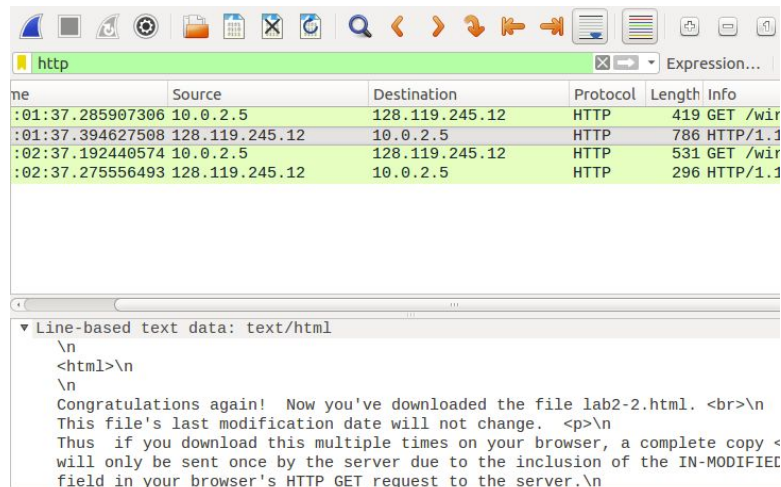 http
Expression...
me Source Destination Protocol Length Info
:01:37.285907306 10.0.2.5 128.119.245.12 HTTP 419 GET /wir
:01:37.394627508 128.119.245.12 10.0.2.5 HTTP 786 HTTP/1.1
:02:37.192440574 10.0.2.5 128.119.245.12 HTTP 531 GET /wir
:02:37.275556493 128.119.245.12 10.0.2.5 HTTP 296 HTTP/1.1
Line-based text data: text/html
\n
<html>\n
\n
Congratulations again!  Now you've downloaded the file lab2-2.html. <br>\n
This file's last modification date will not change.  <p>\n
Thus  if you download this multiple times on your browser, a complete copy <
will only be sent once by the server due to the inclusion of the IN-MODIFIED
field in your browser's HTTP GET request to the server.\n